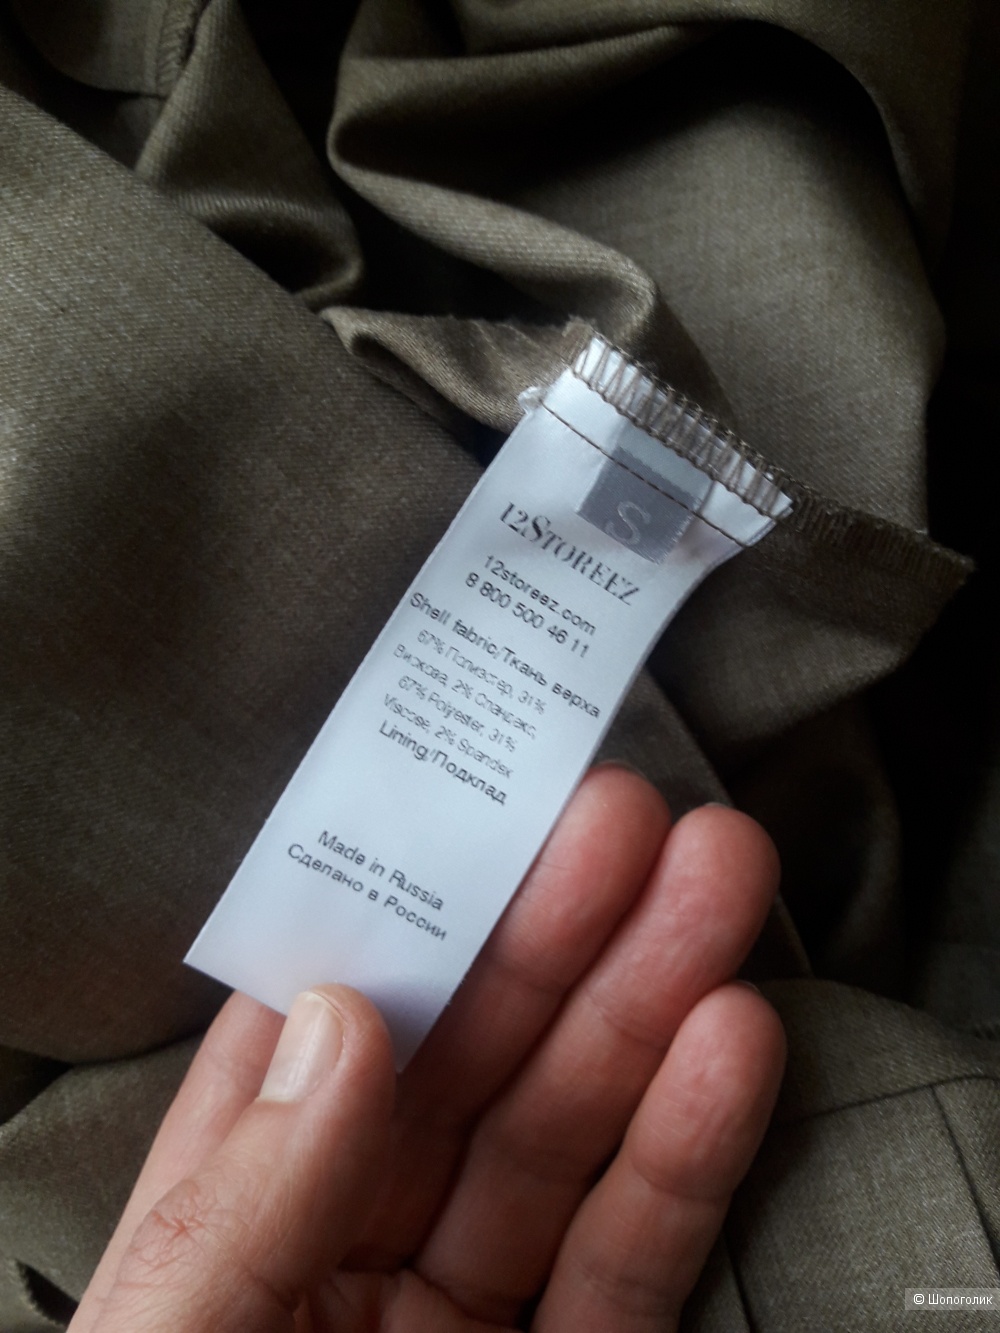 S
12STOREEZ
12storeez.com
8 800 500 46 11
Shell fabric/Ткань верха
67% Полиэстер, 31%
Вискоза, 2% Спандекс,
67% Polyester, 31%
Viscose, 2% Spandex
Lining/Подклад
Made in Russia
Сделано в России
© Шопоголик